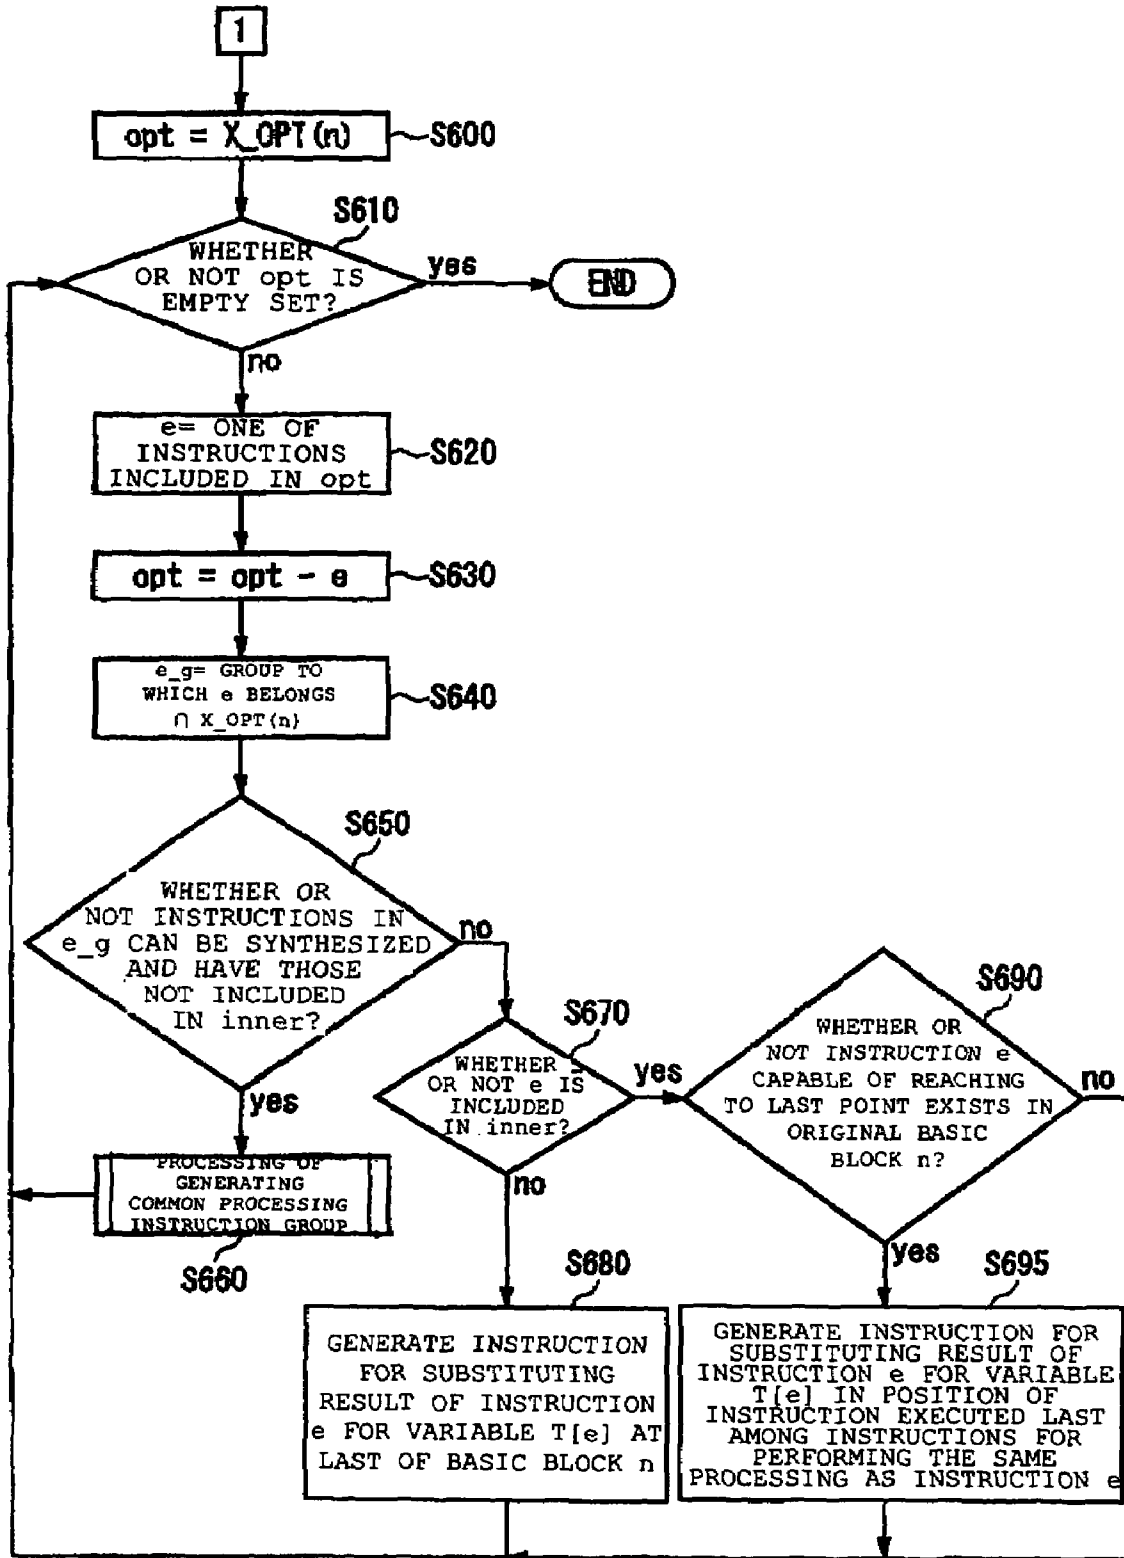 1
opt = X_OPT(n)
S600
S610
WHETHER
OR NOT opt IS
EMPTY SET?
yes
END
no
e= ONE OF
INSTRUCTIONS
INCLUDED IN opt
S620
opt = opt - e
S630
e_g= GROUP TO
WHICH e BELONGS
∩ X_OPT(n)
S640
S650
WHETHER OR
NOT INSTRUCTIONS IN
e_g CAN BE SYNTHESIZED
AND HAVE THOSE
NOT INCLUDED
IN inner?
no
yes
PROCESSING OF
GENERATING
COMMON PROCESSING
INSTRUCTION GROUP
S660
S670
WHETHER
OR NOT e IS
INCLUDED
IN inner?
yes
no
S680
GENERATE INSTRUCTION
FOR SUBSTITUTING
RESULT OF INSTRUCTION
e FOR VARIABLE T[e] AT
LAST OF BASIC BLOCK n
S690
WHETHER OR
NOT INSTRUCTION e
CAPABLE OF REACHING
TO LAST POINT EXISTS IN
ORIGINAL BASIC
BLOCK n?
no
yes
S695
GENERATE INSTRUCTION FOR
SUBSTITUTING RESULT OF
INSTRUCTION e FOR VARIABLE
T[e] IN POSITION OF
INSTRUCTION EXECUTED LAST
AMONG INSTRUCTIONS FOR
PERFORMING THE SAME
PROCESSING AS INSTRUCTION e